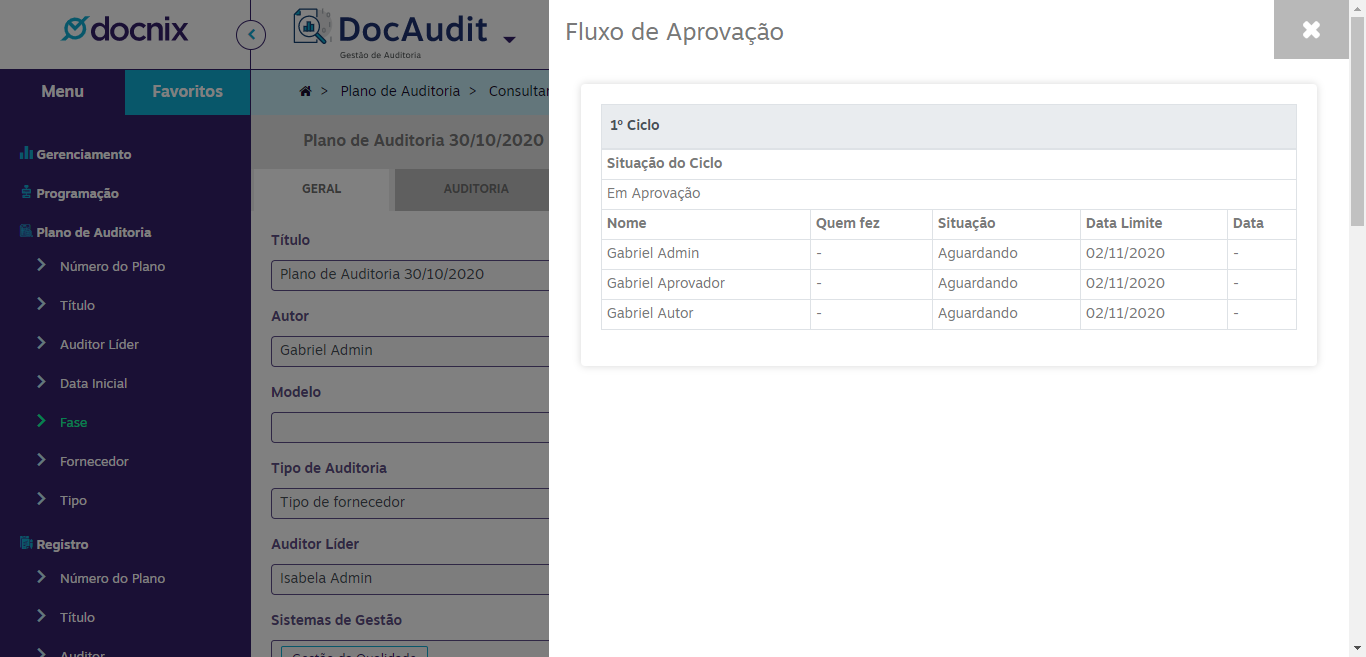 docnix
DocAudit
Gestão de Auditoria
Menu
Favoritos
Gerenciamento
Programação
Plano de Auditoria
Número do Plano
Título
Auditor Líder
Data Inicial
Fase
Fornecedor
Tipo
Registro
Número do Plano
Título
Auditor
> Plano de Auditoria > Consultar
Plano de Auditoria 30/10/2020
GERAL
AUDITORIA
Título
Plano de Auditoria 30/10/2020
Autor
Gabriel Admin
Modelo
Tipo de Auditoria
Tipo de fornecedor
Auditor Líder
Isabela Admin
Sistemas de Gestão
Gestão da Qualidade
Fluxo de Aprovação
1º Ciclo
Situação do Ciclo
Em Aprovação
Nome Quem fez Situação Data Limite Data
Gabriel Admin - Aguardando 02/11/2020 -
Gabriel Aprovador - Aguardando 02/11/2020 -
Gabriel Autor - Aguardando 02/11/2020 -